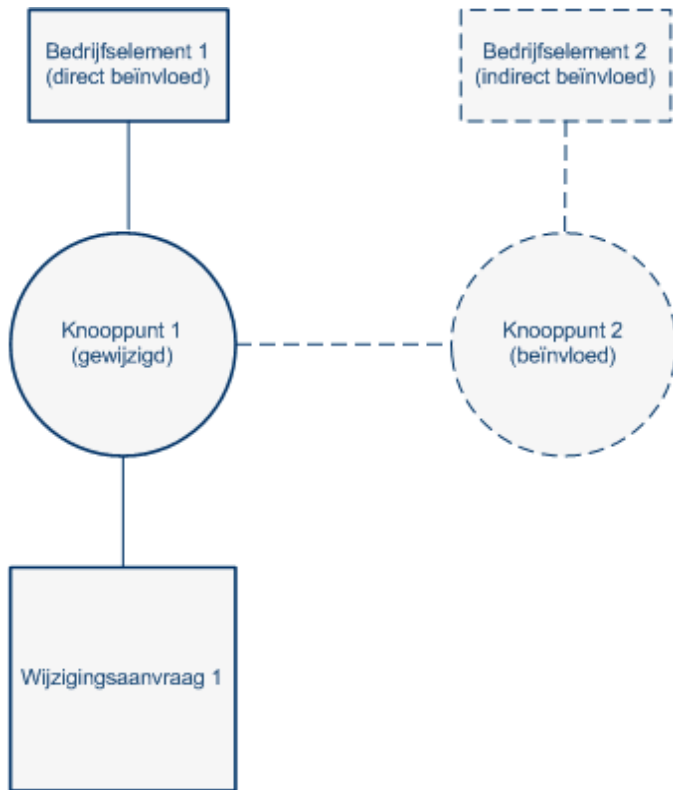 Bedrijfselement 1
(direct beïnvloed)
Bedrijfselement 2
(indirect beïnvloed)
Knooppunt 1
(gewijzigd)
Knooppunt 2
(beïnvloed)
Wijzigingsaanvraag 1